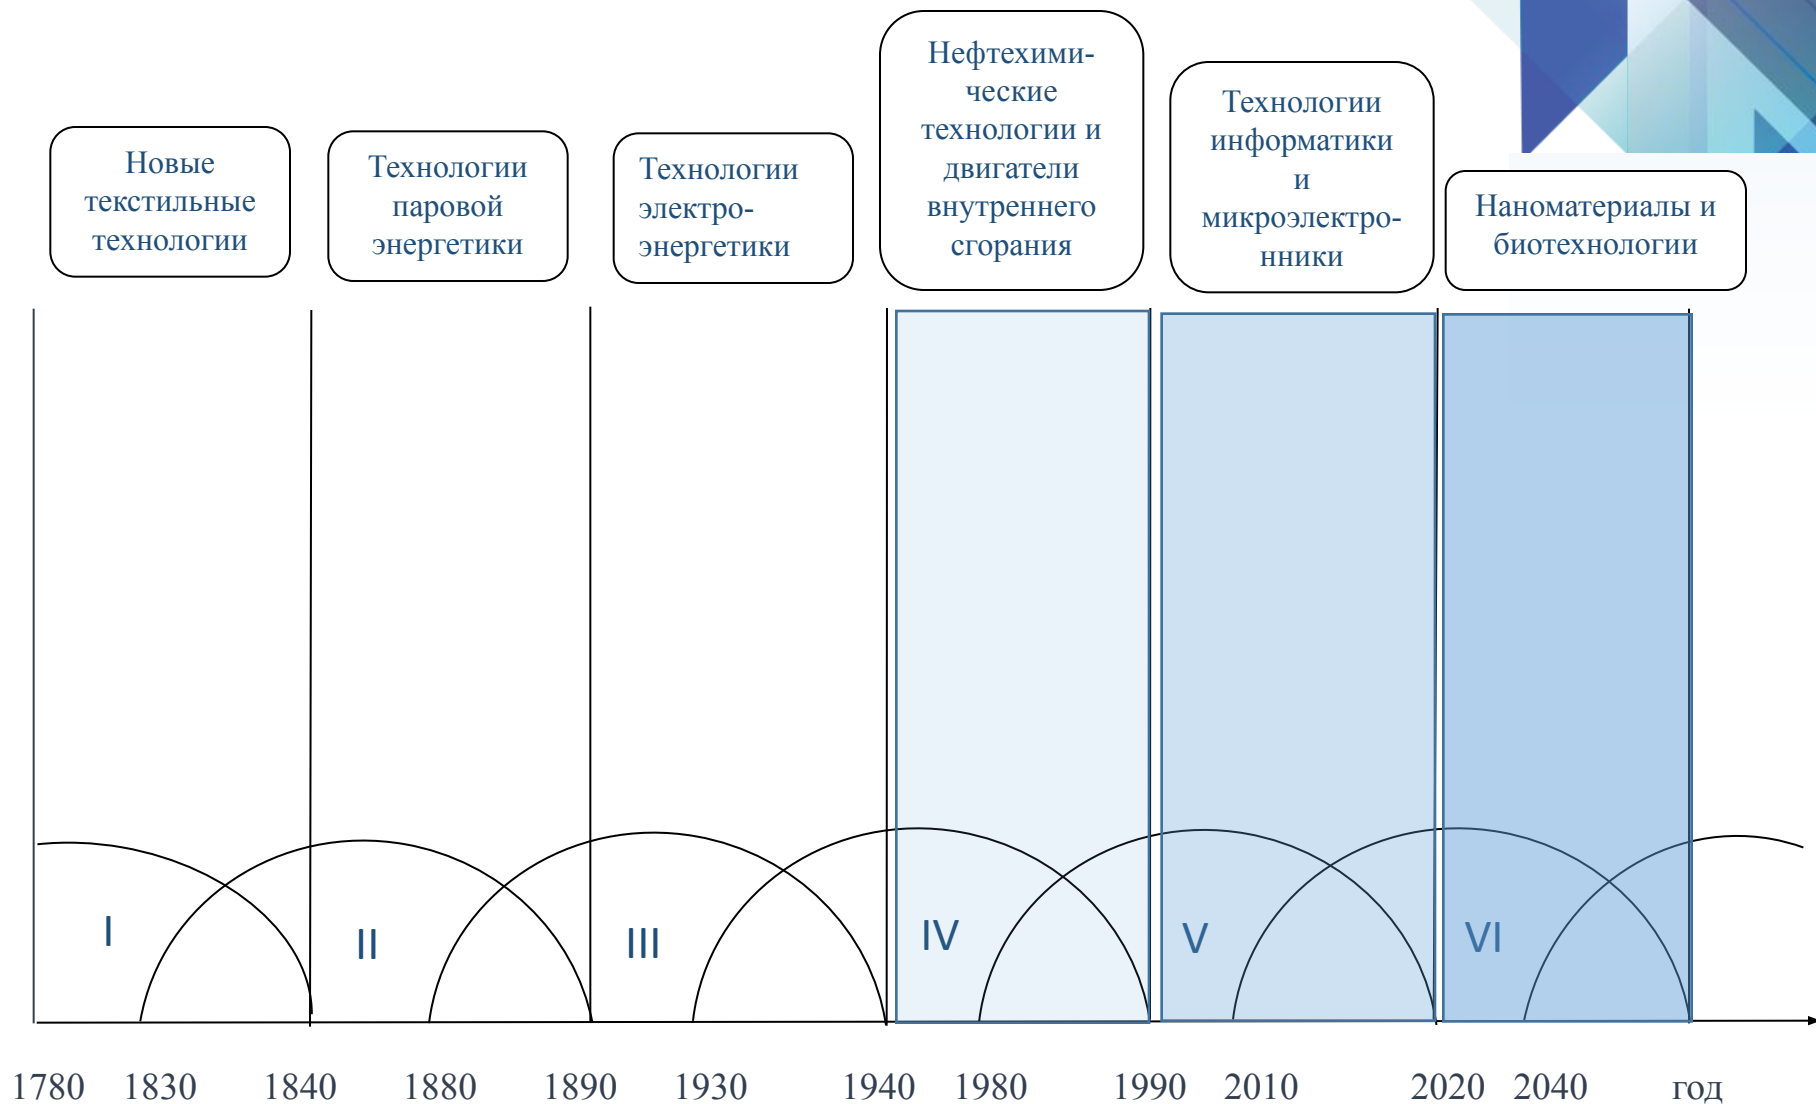 Новые
текстильные
технологии
Технологии
паровой
энергетики
Технологии
электро-
энергетики
Нефтехими-
ческие
технологии и
двигатели
внутреннего
сгорания
Технологии
информатики
и
микроэлектро-
нники
Наноматериалы и
биотехнологии
I
II
III
IV
V
VI
1780 1830 1840 1880 1890 1930 1940 1980 1990 2010 2020 2040 год